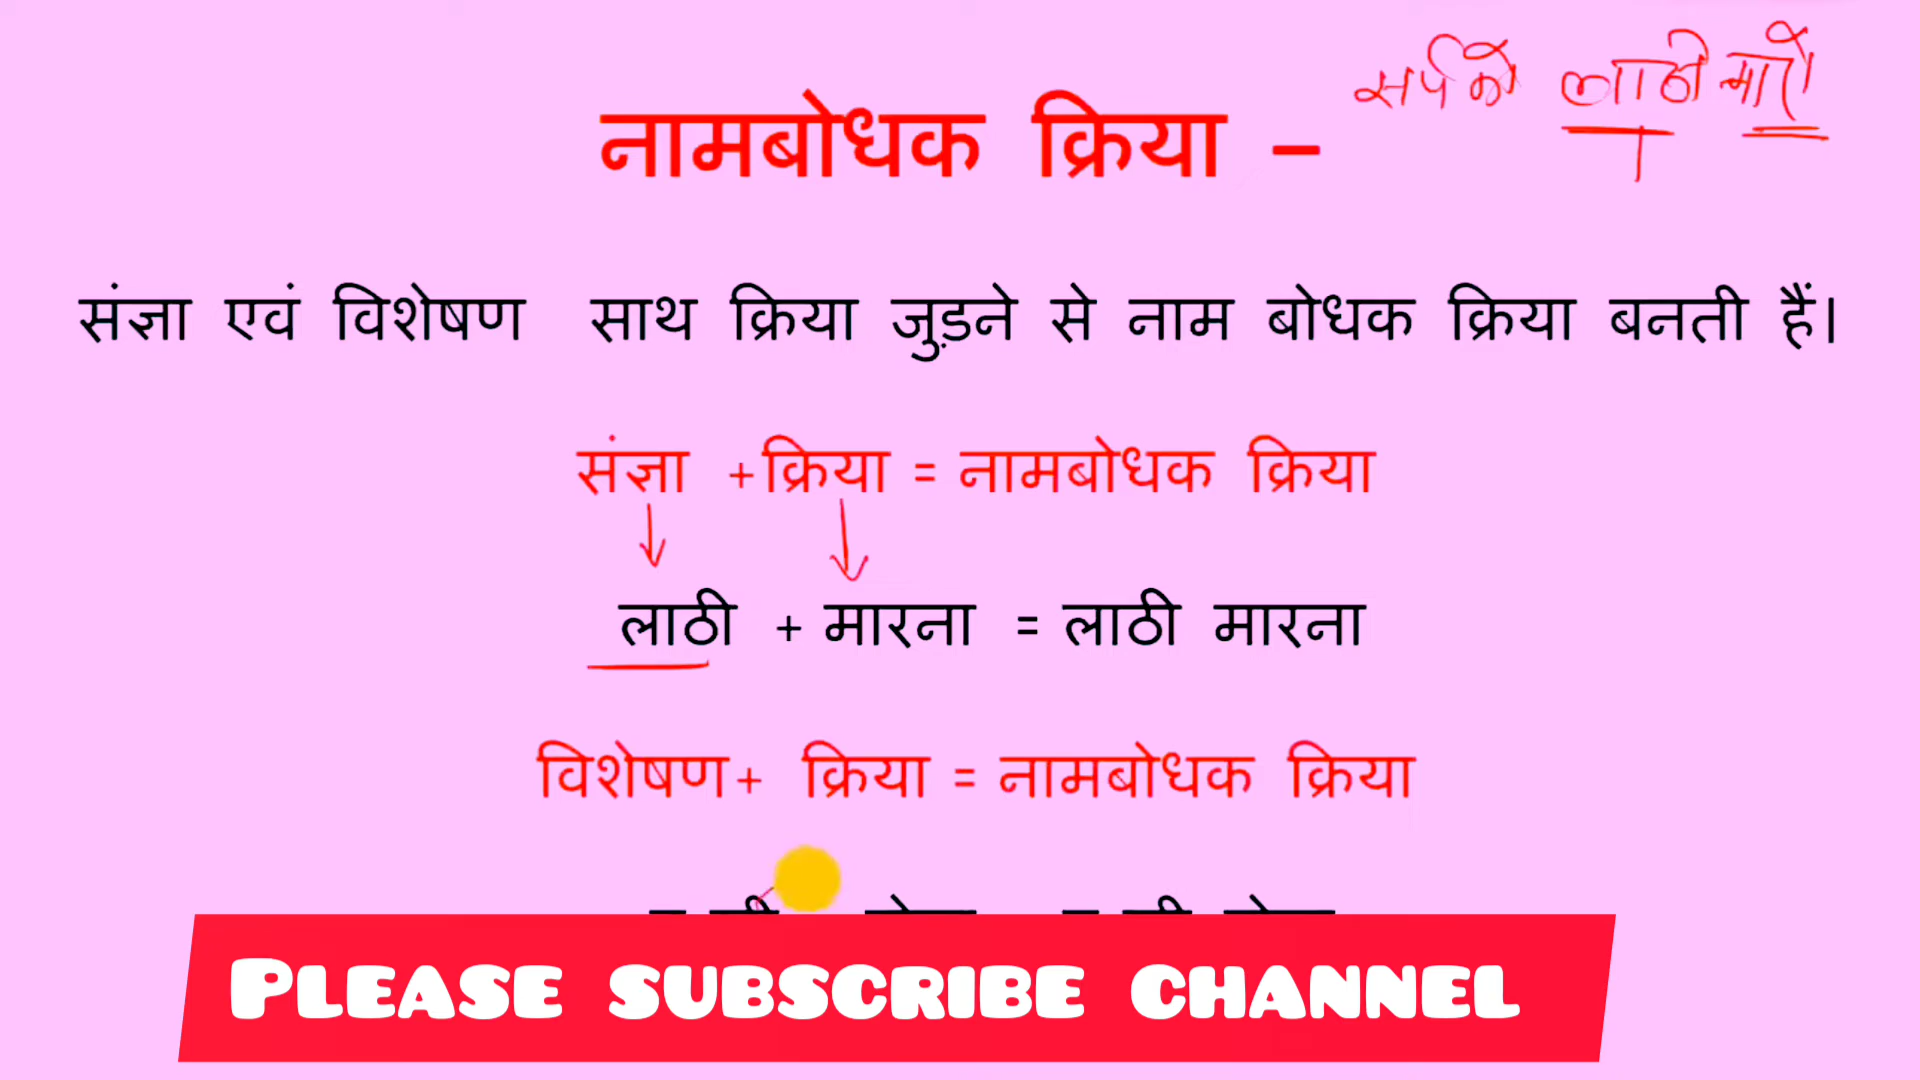 सर्प को लाठी मारो
नामबोधक क्रिया –
संज्ञा एवं विशेषण साथ क्रिया जुड़ने से नाम बोधक क्रिया बनती हैं।
संज्ञा +क्रिया = नामबोधक क्रिया
लाठी + मारना = लाठी मारना
विशेषण+ क्रिया = नामबोधक क्रिया
PLEASE SUBSCRIBE CHANNEL